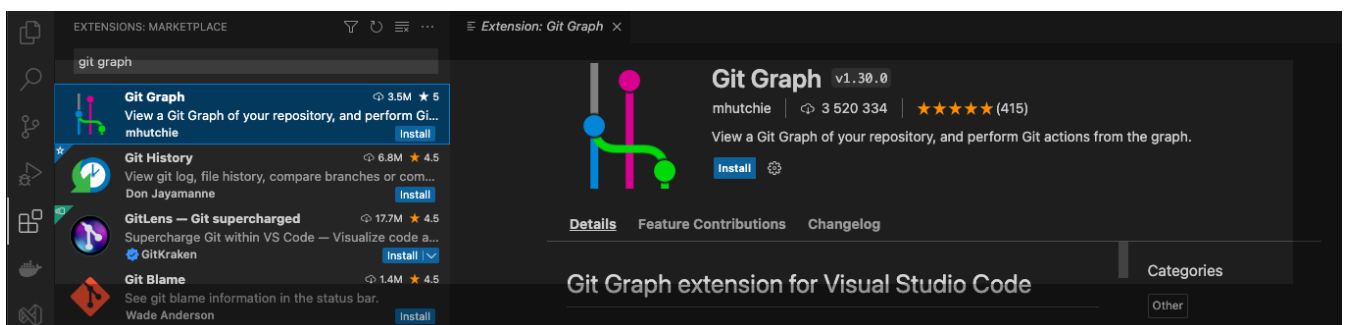 EXTENSIONS: MARKETPLACE
git graph
Git Graph 3.5M ★ 5
View a Git Graph of your repository, and perform Gi...
mhutchie Install
Git History 6.8M ★ 4.5
View git log, file history, compare branches or com...
Don Jayamanne Install
GitLens — Git supercharged 17.7M ★ 4.5
Supercharge Git within VS Code — Visualize code a...
GitKraken Install
Git Blame 1.4M ★ 4.5
See git blame information in the status bar.
Wade Anderson Install
Extension: Git Graph
Git Graph v1.30.0
mhutchie 3 520 334 ★★★★★(415)
View a Git Graph of your repository, and perform Git actions from the graph.
Install
Details Feature Contributions Changelog
Git Graph extension for Visual Studio Code
Categories
Other